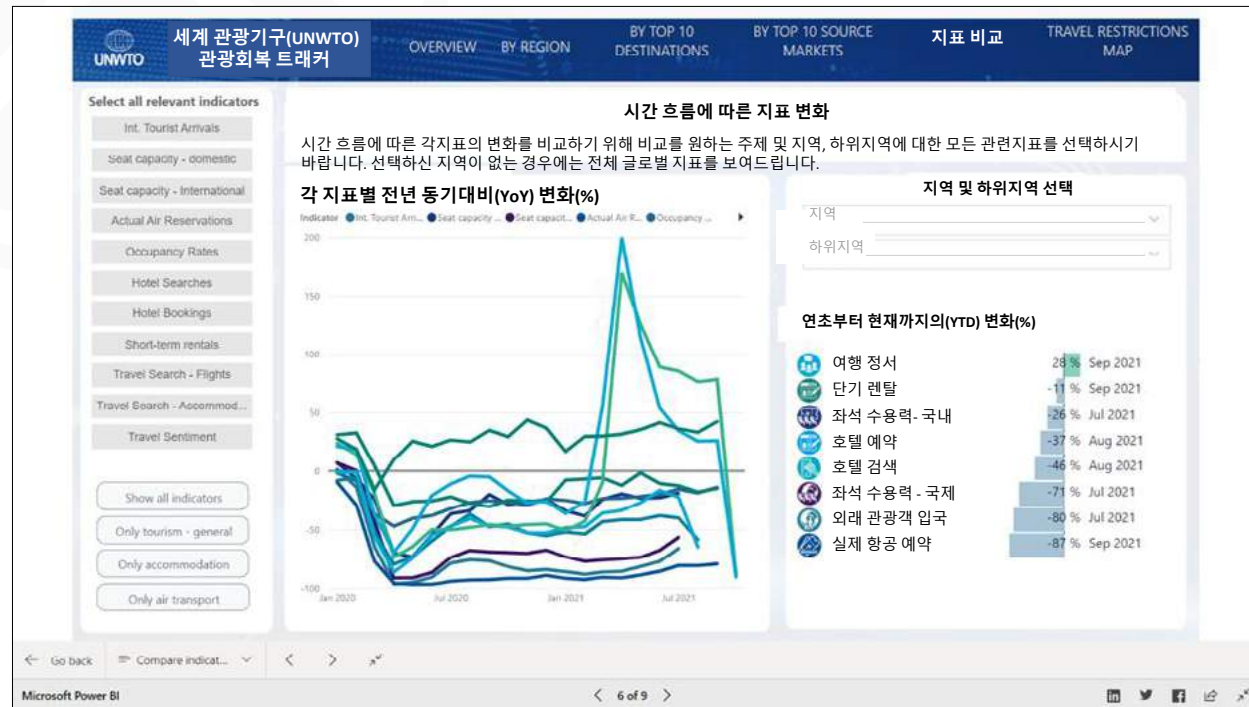 UNWTO
세계 관광기구(UNWTO)
관광회복 트래커
OVERVIEW
BY REGION
BY TOP 10
DESTINATIONS
BY TOP 10 SOURCE
MARKETS
지표 비교
TRAVEL RESTRICTIONS
MAP
Select all relevant indicators
Int. Tourist Arrivals
Seat capacity - domestic
Seat capacity - International
Actual Air Reservations
Occupancy Rates
Hotel Searches
Hotel Bookings
Short-term rentals
Travel Search - Flights
Travel Search - Accommod...
Travel Sentiment
Show all indicators
Only tourism - general
Only accommodation
Only air transport
시간 흐름에 따른 지표 변화
시간 흐름에 따른 각지표의 변화를 비교하기 위해 비교를 원하는 주제 및 지역, 하위지역에 대한 모든 관련지표를 선택하시기
바랍니다. 선택하신 지역이 없는 경우에는 전체 글로벌 지표를 보여드립니다.
각 지표별 전년 동기대비(YoY) 변화(%)
Indicator Int. Tourist Arri... Seat capacity ... Seat capacit... Actual Air R... Occupancy ...
200
150
100
50
0
-50
-100
Jan 2020 Jul 2020 Jan 2021 Jul 2021
지역 및 하위지역 선택
지역
하위지역
연초부터 현재까지의(YTD) 변화(%)
여행 정서 28 % Sep 2021
단기 렌탈 -11 % Sep 2021
좌석 수용력- 국내 -26 % Jul 2021
호텔 예약 -37 % Aug 2021
호텔 검색 -46 % Aug 2021
좌석 수용력 - 국제 -71 % Jul 2021
외래 관광객 입국 -80 % Jul 2021
실제 항공 예약 -87 % Sep 2021
Go back
Compare indicat...
Microsoft Power BI
6 of 9